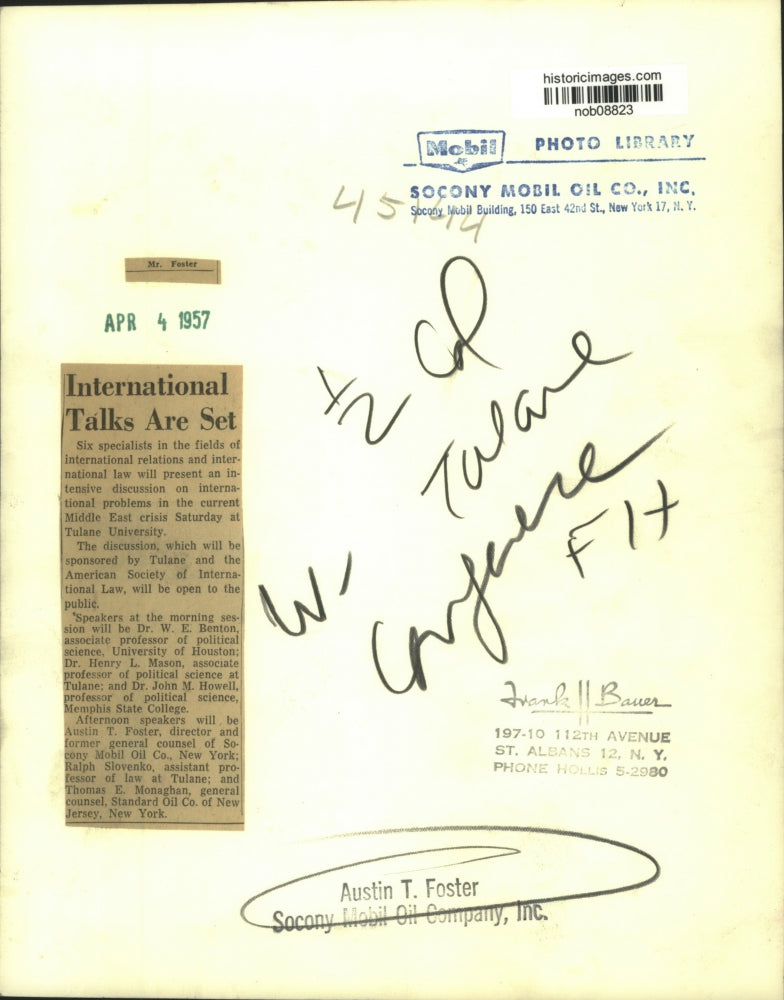 historicimages.com
nob08823
Mobil PHOTO LIBRARY
SOCONY MOBIL OIL CO., INC.
Socony Mobil Building, 150 East 42nd St., New York 17, N. Y.
Mr. Foster
APR 4 1957
1/2 Col
Tulane
W.
Conference
International
Talks Are Set
Six specialists in the fields of
international relations and inter-
national law will present an in-
tensive discussion on interna-
tional problems in the current
Middle East crisis Saturday at
Tulane University.
The discussion, which will be
sponsored by Tulane and the
American Society of Interna-
tional Law, will be open to the
public.
Speakers at the morning ses-
sion will be Dr. W. E. Benton,
associate professor of political
science, University of Houston;
Dr. Henry L. Mason, associate
professor of political science at
Tulane; and Dr. John M. Howell,
professor of political science,
Memphis State College.
Afternoon speakers will be
Austin T. Foster, director and
former general counsel of So-
cony Mobil Oil Co., New York;
Ralph Slovenko, assistant pro-
fessor of law at Tulane; and
Thomas E. Monaghan, general
counsel, Standard Oil Co. of New
Jersey, New York.
Frank Bauer
197-10 112TH AVENUE
ST. ALBANS 12, N. Y.
PHONE HOLLIS 5-2980
Austin T. Foster
Socony Mobil Oil Company, Inc.